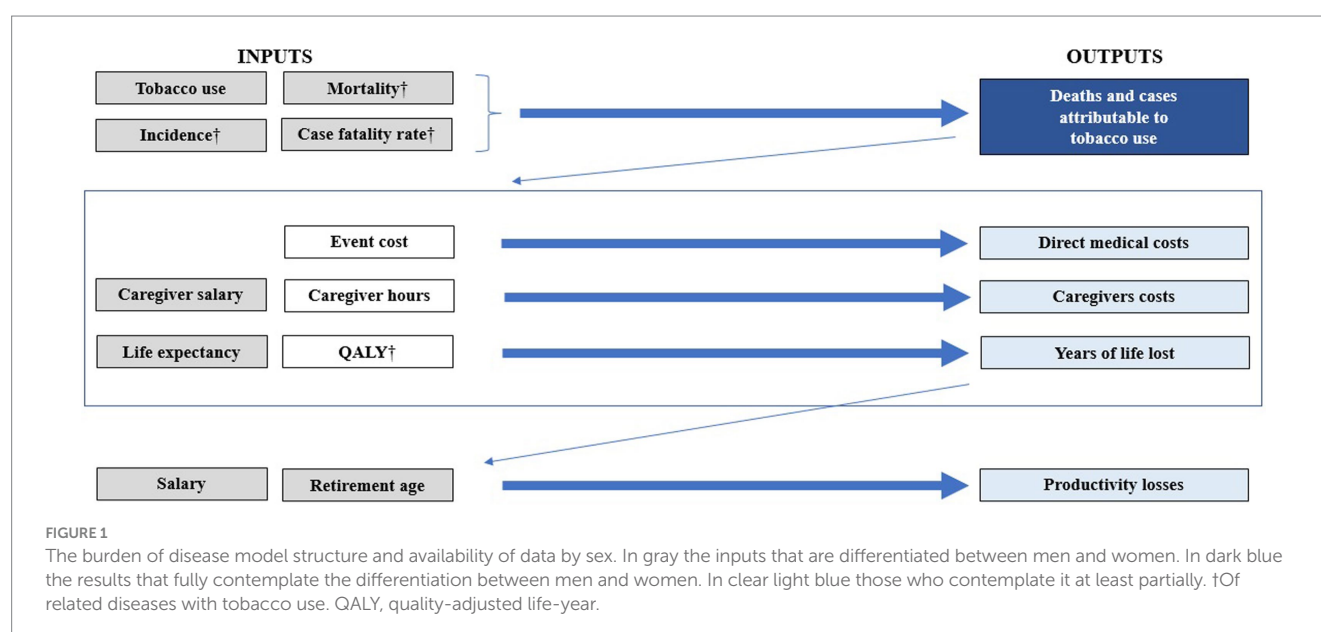 INPUTS
OUTPUTS
Tobacco use
Mortality†
Incidence†
Case fatality rate†
Deaths and cases
attributable to
tobacco use
Event cost
Direct medical costs
Caregiver salary
Caregiver hours
Caregivers costs
Life expectancy
QALY†
Years of life lost
Salary
Retirement age
Productivity losses
FIGURE 1
The burden of disease model structure and availability of data by sex. In gray the inputs that are differentiated between men and women. In dark blue
the results that fully contemplate the differentiation between men and women. In clear light blue those who contemplate it at least partially. †Of
related diseases with tobacco use. QALY, quality-adjusted life-year.